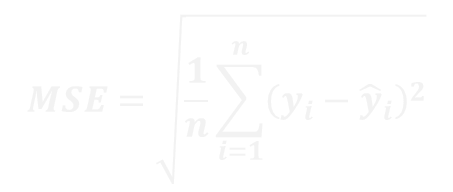 MSE = √(1/n ∑_{i=1}^{n} (y_i − ŷ_i)²)